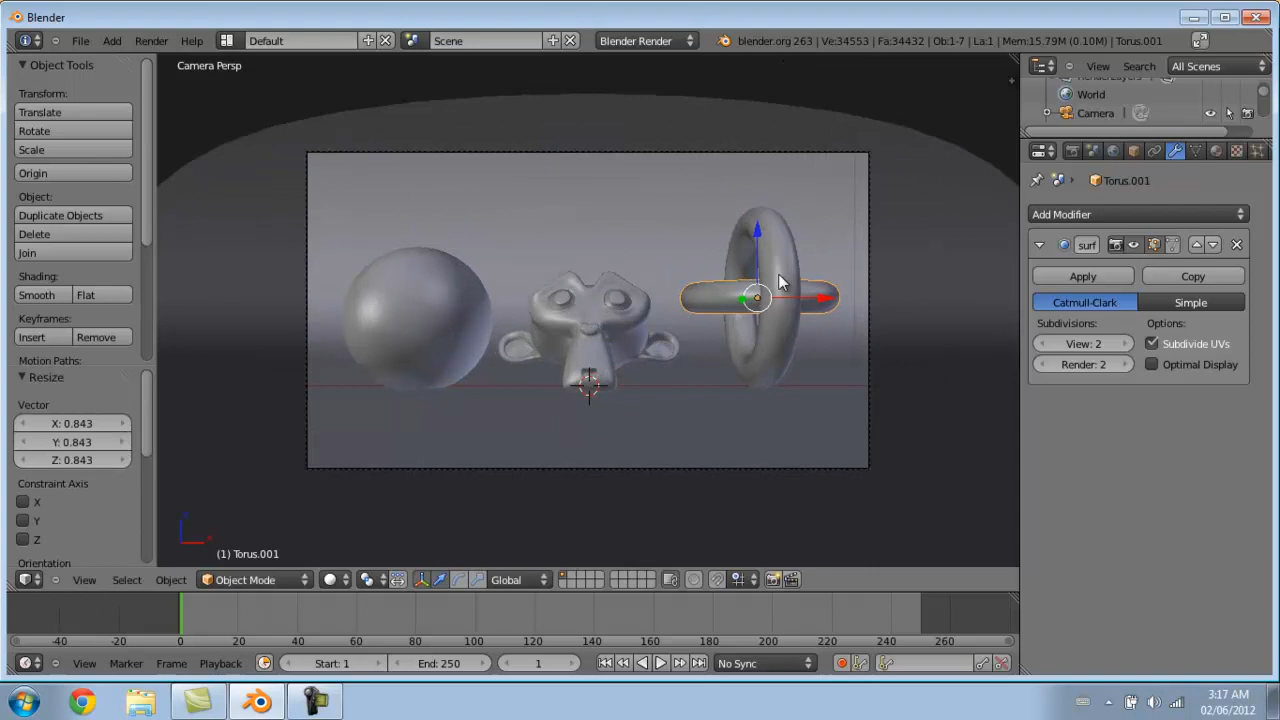 Blender
File Add Render Help Default Scene Blender Render blender.org 263 | Ve:34553 | Fa:34432 | Ob:1-7 | La:1 | Mem:15.79M (0.10M) | Torus.001
Object Tools
Transform:
Translate
Rotate
Scale
Origin
Object:
Duplicate Objects
Delete
Join
Shading:
Smooth Flat
Keyframes:
Insert Remove
Motion Paths:
Resize
Vector
X: 0.843
Y: 0.843
Z: 0.843
Constraint Axis
X
Y
Z
Orientation
Camera Persp
(1) Torus.001
View Select Object Object Mode Global
-40 -20 0 20 40 60 80 100 120 140 160 180 200 220 240 260
View Marker Frame Playback Start: 1 End: 250 1 No Sync
View Search All Scenes
World
Camera
Torus.001
Add Modifier
surf
Apply Copy
Catmull-Clark Simple
Subdivisions: Options:
View: 2 Subdivide UVs
Render: 2 Optimal Display
3:17 AM
02/06/2012